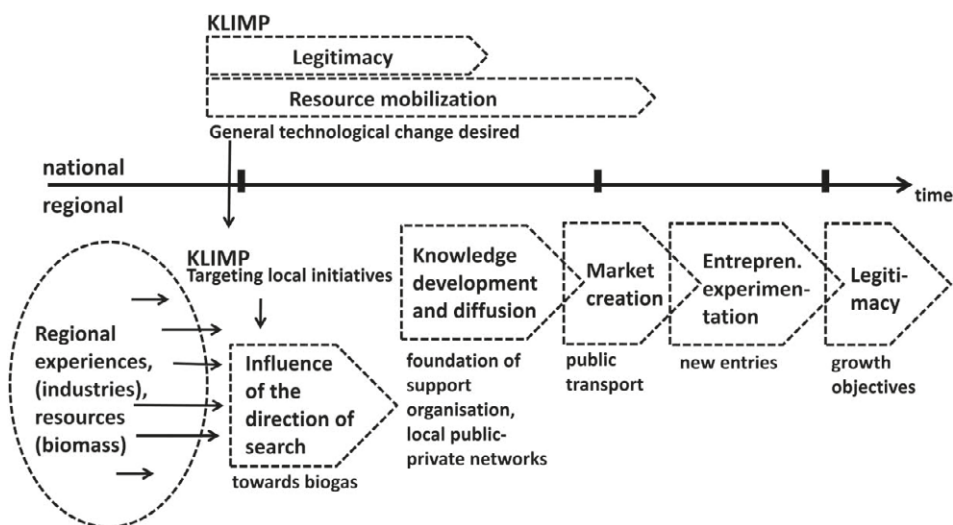 KLIMP
Legitimacy
Resource mobilization
General technological change desired
national
regional
time
KLIMP
Targeting local initiatives
Regional
experiences,
(industries),
resources
(biomass)
Influence
of the
direction of
search
towards biogas
Knowledge
development
and diffusion
foundation of
support
organisation,
local public-
private networks
Market
creation
public
transport
Entrepren.
experimen-
tation
new entries
Legiti-
macy
growth
objectives